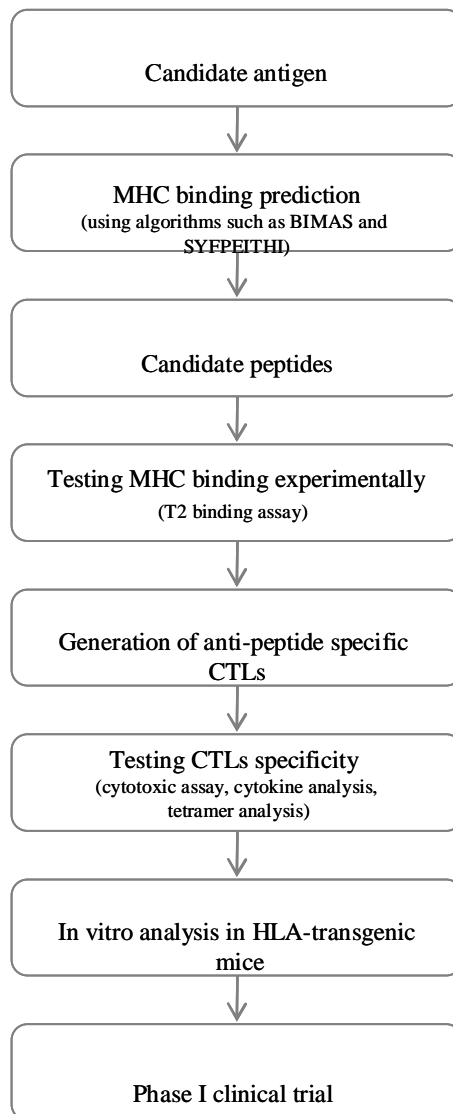 Candidate antigen
MHC binding prediction
(using algorithms such as BIMAS and
SYFPEITHI)
Candidate peptides
Testing MHC binding experimentally
(T2 binding assay)
Generation of anti-peptide specific
CTLs
Testing CTLs specificity
(cytotoxic assay, cytokine analysis,
tetramer analysis)
In vitro analysis in HLA-transgenic
mice
Phase I clinical trial